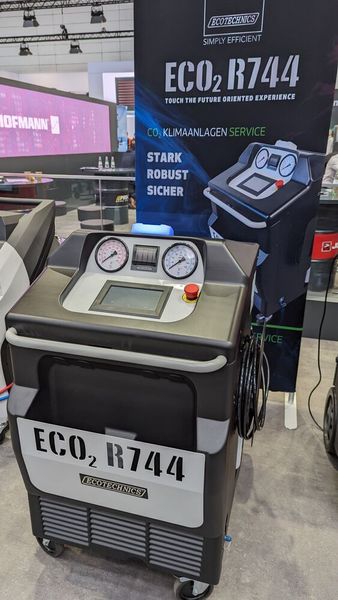 ECOTECHNICS
SIMPLY EFFICIENT
ECO₂ R744
TOUCH THE FUTURE ORIENTED EXPERIENCE
CO₂ KLIMAANLAGEN SERVICE
STARK
ROBUST
SICHER
HOFMANN
SERVICE
ECO₂ R744
ECOTECHNICS